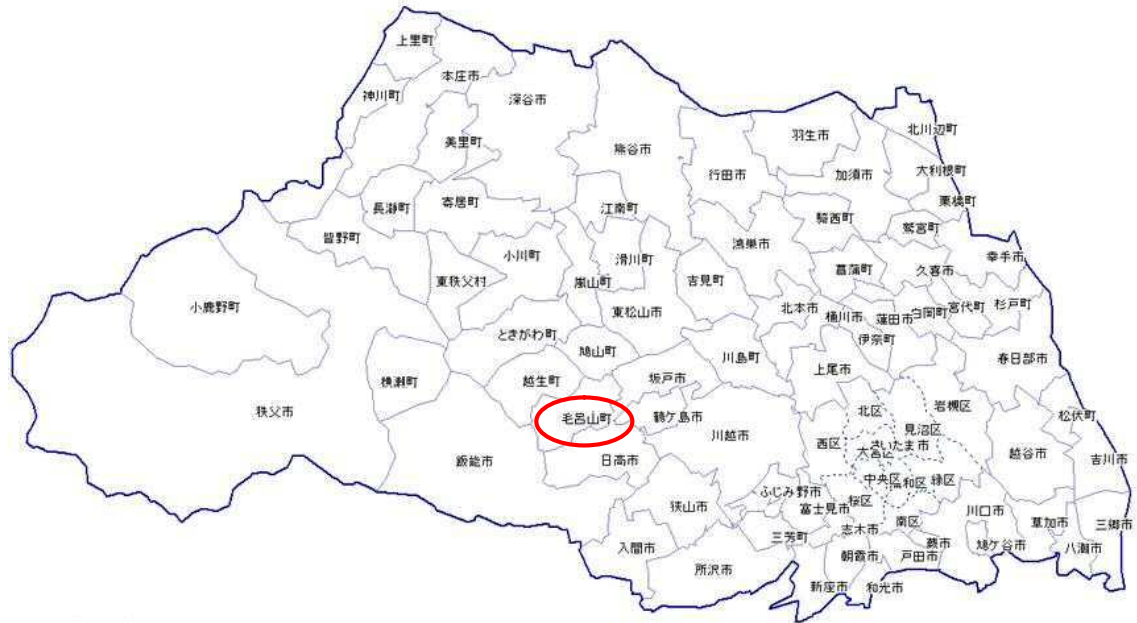 上里町
本庄市
神川町
深谷市
美里町
熊谷市
羽生市
北川辺町
行田市
加須市
大利根町
栗橋町
長瀞町
寄居町
江南町
騎西町
鷲宮町
皆野町
鴻巣市
小川町
滑川町
幸手市
東秩父村
嵐山町
吉見町
菖蒲町
久喜市
小鹿野町
東松山市
北本市
桶川市
蓮田市
白岡町
宮代町
杉戸町
ときがわ町
鳩山町
川島町
伊奈町
春日部市
横瀬町
越生町
坂戸市
上尾市
秩父市
毛呂山町
鶴ケ島市
川越市
北区
岩槻区
松伏町
見沼区
西区
さいたま市
大宮区
越谷市
吉川市
飯能市
日高市
中央区
浦和区
緑区
ふじみ野市
狭山市
富士見市
桜区
川口市
三芳町
志木市
南区
草加市
三郷市
入間市
朝霞市
蕨市
戸田市
鳩ケ谷市
八潮市
所沢市
新座市
和光市